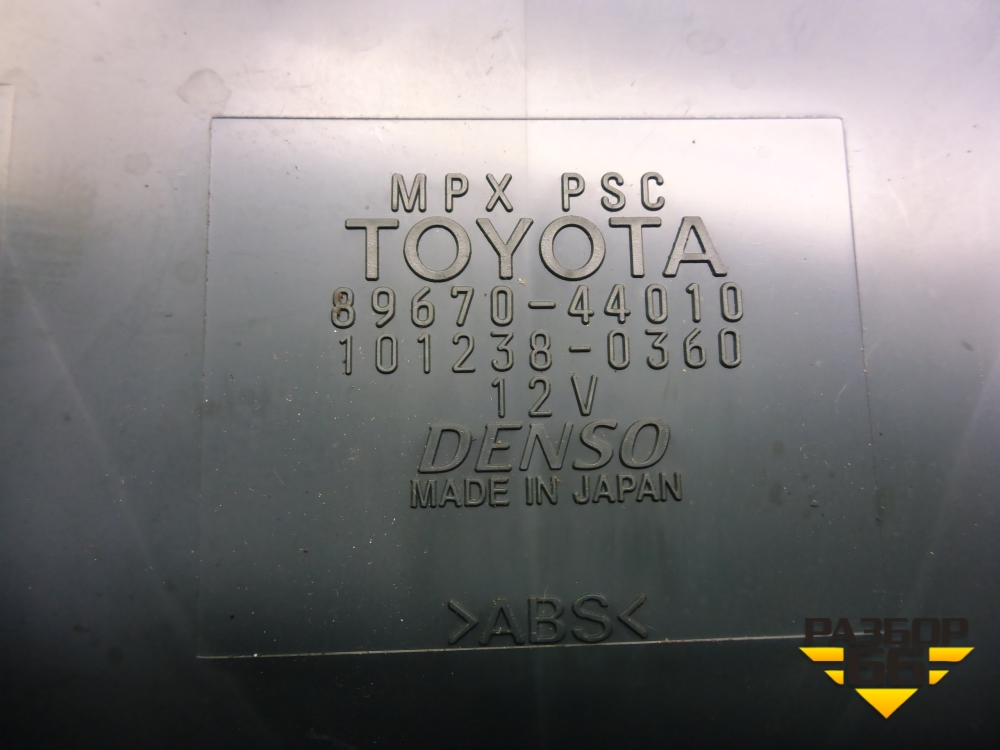 MPX PSC
TOYOTA
89670-44010
101238-0360
12V
DENSO
MADE IN JAPAN
>ABS<
РАЗБОР
66